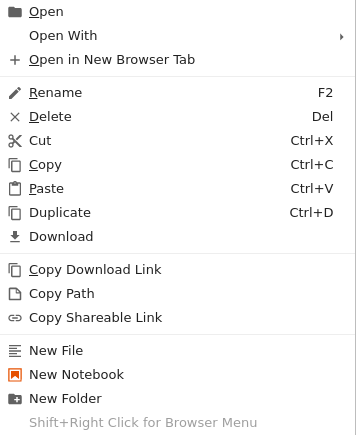 Open
Open With
Open in New Browser Tab
Rename F2
Delete Del
Cut Ctrl+X
Copy Ctrl+C
Paste Ctrl+V
Duplicate Ctrl+D
Download
Copy Download Link
Copy Path
Copy Shareable Link
New File
New Notebook
New Folder
Shift+Right Click for Browser Menu